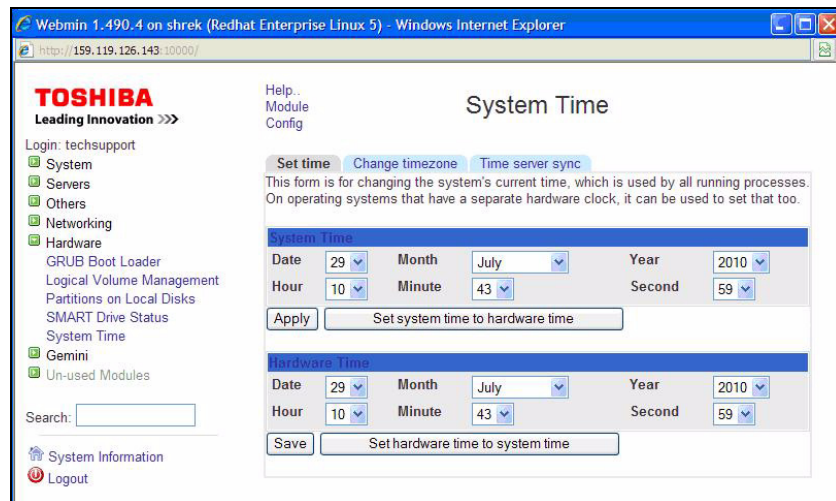 Webmin 1.490.4 on shrek (Redhat Enterprise Linux 5) - Windows Internet Explorer
http://159.119.126.143:10000/
TOSHIBA
Leading Innovation >>>
Login: techsupport
System
Servers
Others
Networking
Hardware
GRUB Boot Loader
Logical Volume Management
Partitions on Local Disks
SMART Drive Status
System Time
Gemini
Un-used Modules
Search:
System Information
Logout
Help..
Module
Config
System Time
Set time Change timezone Time server sync
This form is for changing the system's current time, which is used by all running processes.
On operating systems that have a separate hardware clock, it can be used to set that too.
System Time
Date 29 Month July Year 2010
Hour 10 Minute 43 Second 59
Apply Set system time to hardware time
Hardware Time
Date 29 Month July Year 2010
Hour 10 Minute 43 Second 59
Save Set hardware time to system time